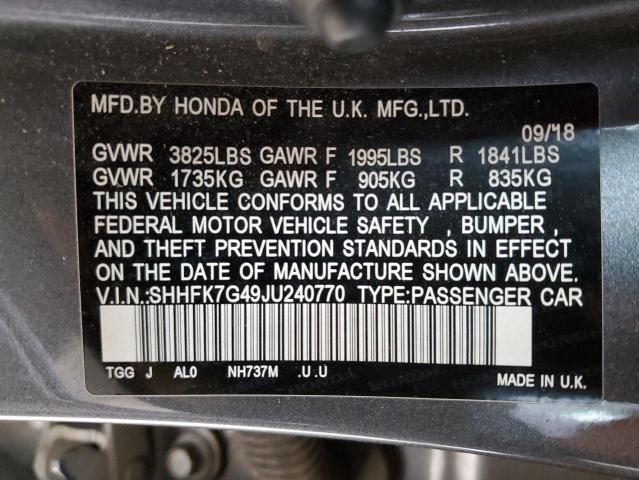 MFD.BY HONDA OF THE U.K. MFG.,LTD.
09/18
GVWR 3825LBS GAWR F 1995LBS R 1841LBS
GVWR 1735KG GAWR F 905KG R 835KG
THIS VEHICLE CONFORMS TO ALL APPLICABLE
FEDERAL MOTOR VEHICLE SAFETY , BUMPER ,
AND THEFT PREVENTION STANDARDS IN EFFECT
ON THE DATE OF MANUFACTURE SHOWN ABOVE.
V.I.N.:SHHFK7G49JU240770 TYPE:PASSENGER CAR
TGG J AL0 NH737M .U .U
MADE IN U.K.
HONDA HONDA